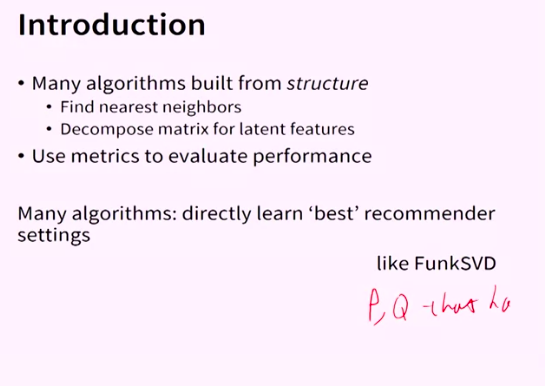 Introduction
• Many algorithms built from structure
• Find nearest neighbors
• Decompose matrix for latent features
• Use metrics to evaluate performance
Many algorithms: directly learn ‘best’ recommender
settings
like FunkSVD
P, Q that